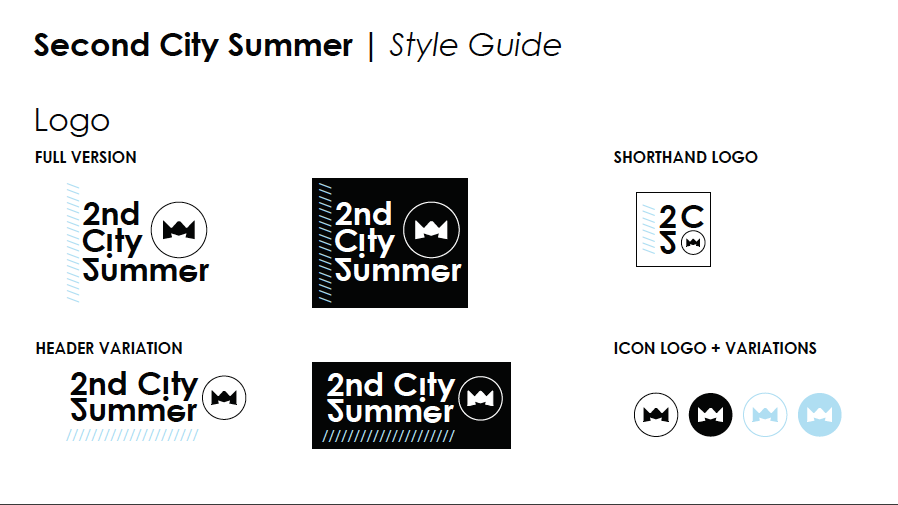 Second City Summer | Style Guide
Logo
FULL VERSION
SHORTHAND LOGO
2nd
City
Summer
2nd
City
Summer
2 C
S
HEADER VARIATION
ICON LOGO + VARIATIONS
2nd City
Summer
2nd City
Summer